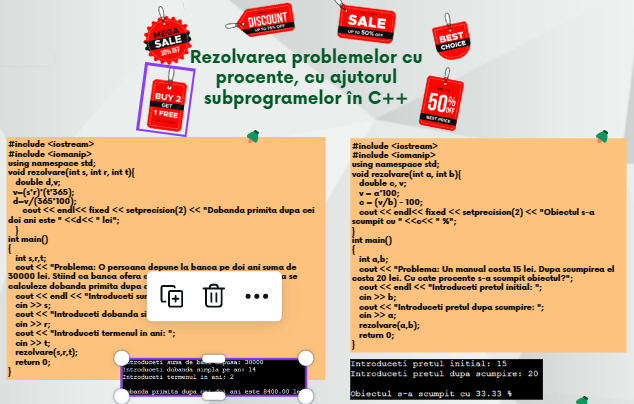 MEGA
SALE
30% OFF
DISCOUNT
UP TO 75% OFF
SALE
UP TO 50% OFF
BEST
CHOICE
Rezolvarea problemelor cu
procente, cu ajutorul
subprogramelor în C++
BUY 2
GET
1 FREE
UP TO
50% OFF
BEST PRICE
#include <iostream>
#include <iomanip>
using namespace std;
void rezolvare(int s, int r, int t){
double d,v;
v=(s*r)*(t*365);
d=v/(365*100);
cout << endl<< fixed << setprecision(2) << "Dobanda primita dupa cei
doi ani este " <<d<< " lei";
}
int main()
{
int s,r,t;
cout << "Problema: O persoana depune la banca pe doi ani suma de
30000 lei. Stiind ca banca ofera
sa se
calculeze dobanda primita dupa
cout << endl << "Introduceti
cin >> s;
cout << "Introduceti dobanda
cin >> r;
cout << "Introduceti termenul in ani: ";
cin >> t;
rezolvare(s,r,t);
return 0;
}
Introduceti suma de bani depusa: 30000
Introduceti dobanda simpla pe an: 14
Introduceti termenul in ani: 2
Dobanda primita dupa cei doi ani este 8400.00 lei
#include <iostream>
#include <iomanip>
using namespace std;
void rezolvare(int a, int b){
double c, v;
v = a*100;
c = (v/b) - 100;
cout << endl<< fixed << setprecision(2) << "Obiectul s-a
scumpit cu " <<c<< " %";
}
int main()
{
int a,b;
cout << "Problema: Un manual costa 15 lei. Dupa scumpirea el
costa 20 lei. Cu cate procente s-a scumpit obiectul?";
cout << endl << "Introduceti pretul initial: ";
cin >> b;
cout << "Introduceti pretul dupa scumpire: ";
cin >> a;
rezolvare(a,b);
return 0;
}
Introduceti pretul initial: 15
Introduceti pretul dupa scumpire: 20
Obiectul s-a scumpit cu 33.33 %